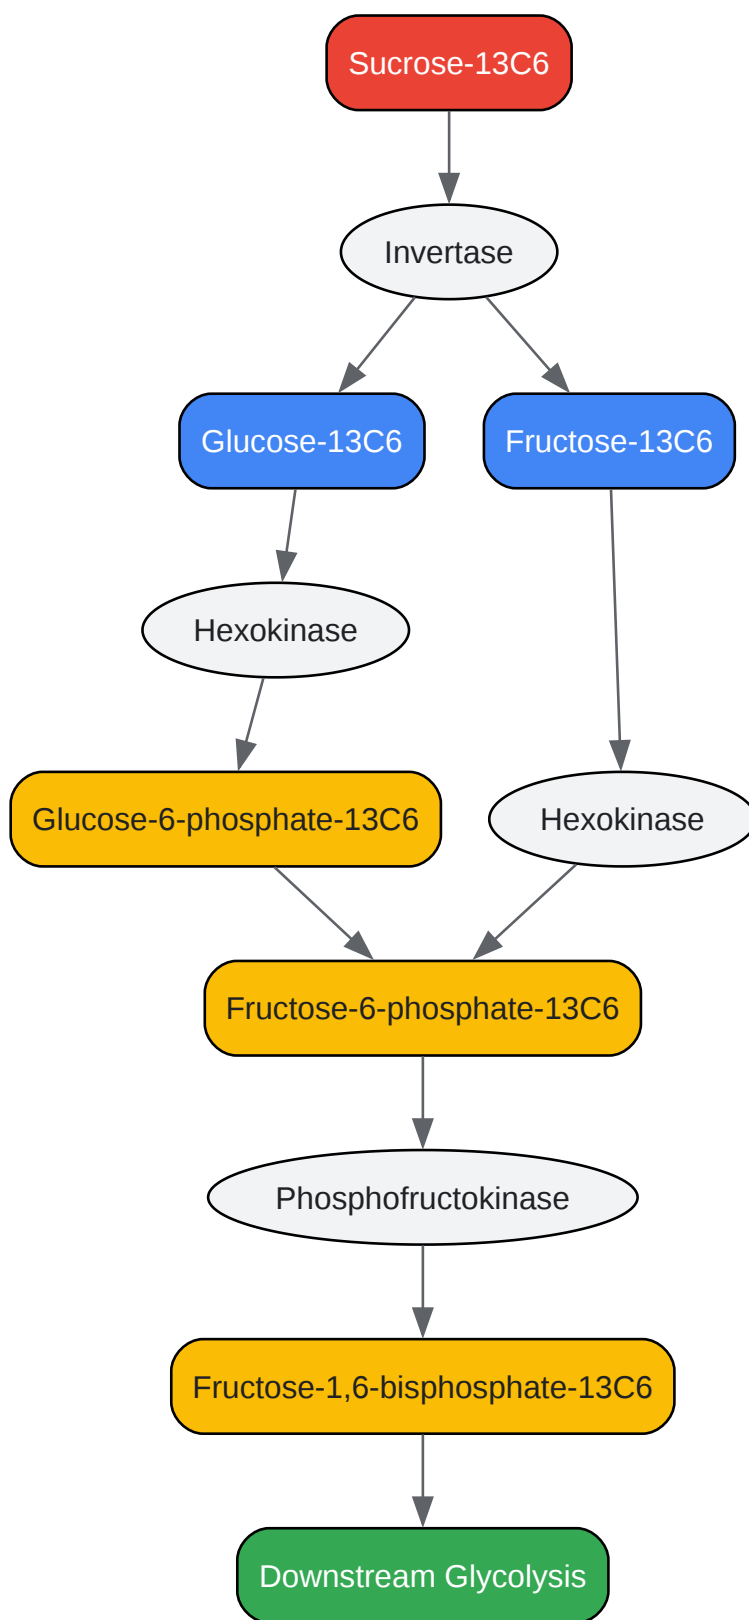 Sucrose-13C6
Invertase
Glucose-13C6
Fructose-13C6
Hexokinase
Glucose-6-phosphate-13C6
Hexokinase
Fructose-6-phosphate-13C6
Phosphofructokinase
Fructose-1,6-bisphosphate-13C6
Downstream Glycolysis